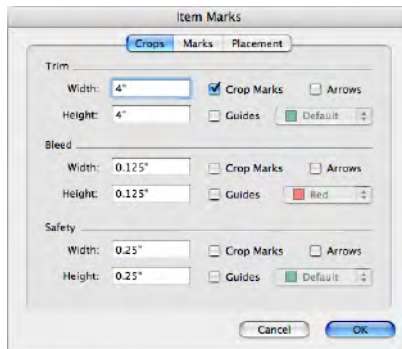 Item Marks
Crops Marks Placement
Trim
Width: 4" Crop Marks Arrows
Height: 4" Guides Default
Bleed
Width: 0.125" Crop Marks Arrows
Height: 0.125" Guides Red
Safety
Width: 0.25" Crop Marks Arrows
Height: 0.25" Guides Default
Cancel OK